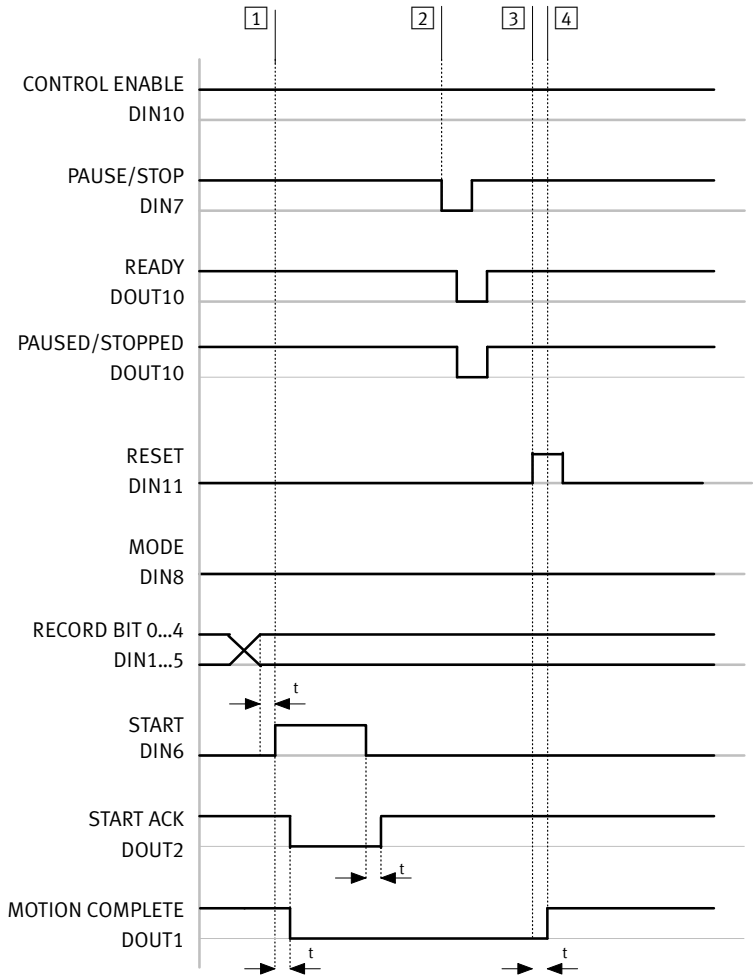 1 2 3 4
CONTROL ENABLE
DIN10
PAUSE/STOP
DIN7
READY
DOUT10
PAUSED/STOPPED
DOUT10
RESET
DIN11
MODE
DIN8
RECORD BIT 0...4
DIN1...5
t
START
DIN6
START ACK
DOUT2
t
MOTION COMPLETE
DOUT1
t t